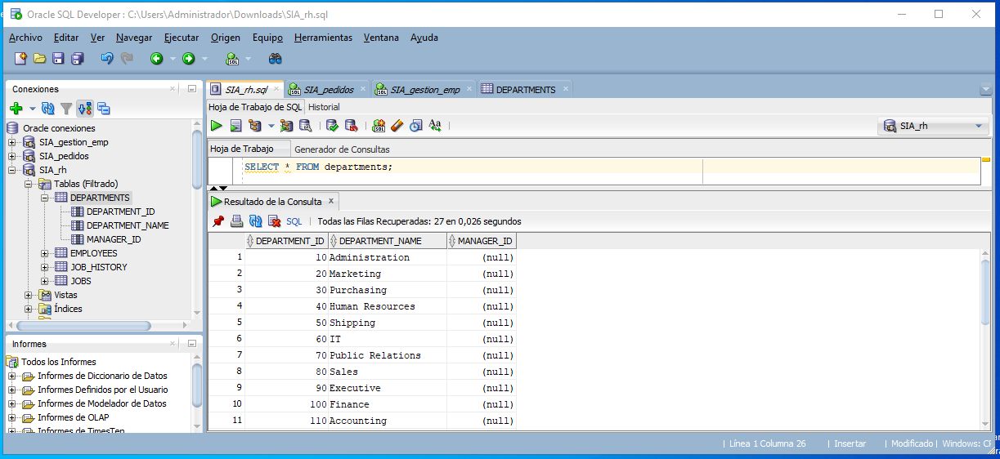 Oracle SQL Developer : C:\Users\Administrador\Downloads\SIA_rh.sql
Archivo Editar Ver Navegar Ejecutar Origen Equipo Herramientas Ventana Ayuda
Conexiones
Oracle conexiones
SIA_gestion_emp
SIA_pedidos
SIA_rh
Tablas (Filtrado)
DEPARTMENTS
DEPARTMENT_ID
DEPARTMENT_NAME
MANAGER_ID
EMPLOYEES
JOB_HISTORY
JOBS
Vistas
Índices
Informes
Todos los Informes
Informes de Diccionario de Datos
Informes Definidos por el Usuario
Informes de Modelador de Datos
Informes de OLAP
Informes de TimesTen
SIA_rh.sql SIA_pedidos SIA_gestion_emp DEPARTMENTS
Hoja de Trabajo de SQL Historial
SIA_rh
Hoja de Trabajo Generador de Consultas
SELECT * FROM departments;
Resultado de la Consulta x
SQL | Todas las Filas Recuperadas: 27 en 0,026 segundos
DEPARTMENT_ID DEPARTMENT_NAME MANAGER_ID
1 10 Administration (null)
2 20 Marketing (null)
3 30 Purchasing (null)
4 40 Human Resources (null)
5 50 Shipping (null)
6 60 IT (null)
7 70 Public Relations (null)
8 80 Sales (null)
9 90 Executive (null)
10 100 Finance (null)
11 110 Accounting (null)
| Línea 1 Columna 26 | Insertar | Modificado | Windows: